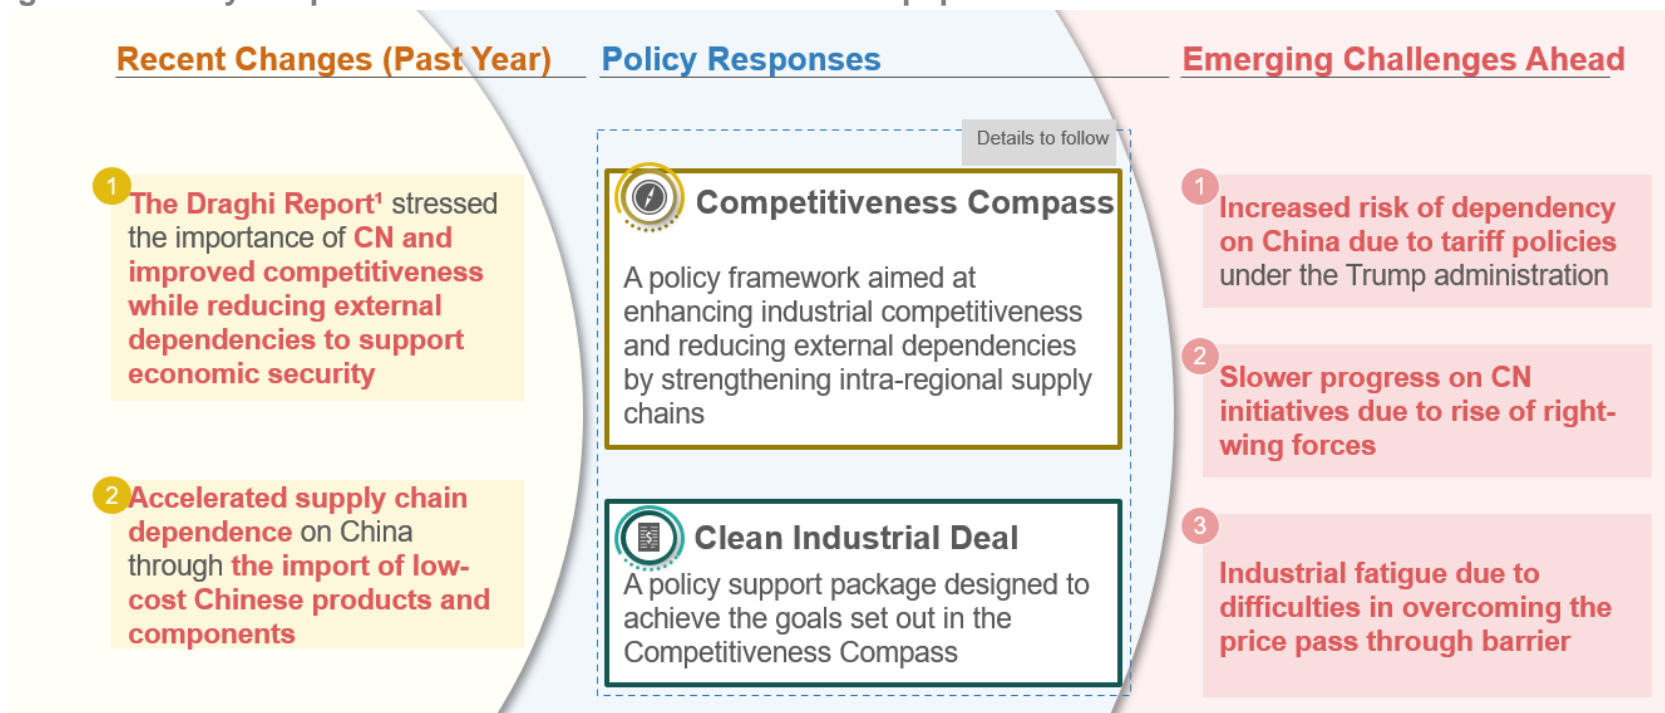 Recent Changes (Past Year)
1
The Draghi Report¹ stressed
the importance of CN and
improved competitiveness
while reducing external
dependencies to support
economic security
2
Accelerated supply chain
dependence on China
through the import of low-
cost Chinese products and
components
Policy Responses
Details to follow
Competitiveness Compass
A policy framework aimed at
enhancing industrial competitiveness
and reducing external dependencies
by strengthening intra-regional supply
chains
Clean Industrial Deal
A policy support package designed to
achieve the goals set out in the
Competitiveness Compass
Emerging Challenges Ahead
1
Increased risk of dependency
on China due to tariff policies
under the Trump administration
2
Slower progress on CN
initiatives due to rise of right-
wing forces
3
Industrial fatigue due to
difficulties in overcoming the
price pass through barrier